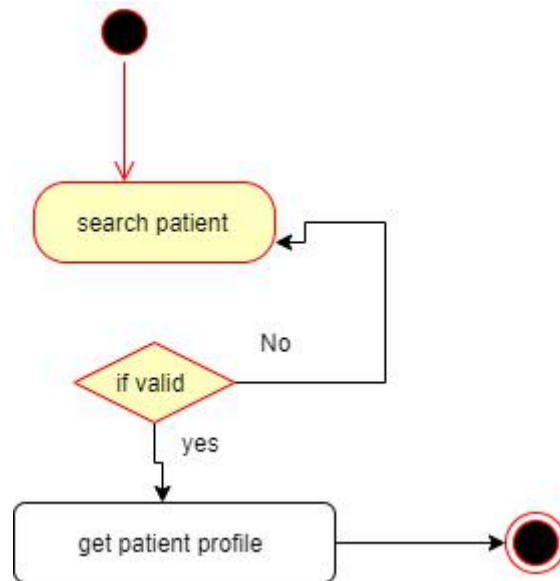 search patient
No
if valid
yes
get patient profile